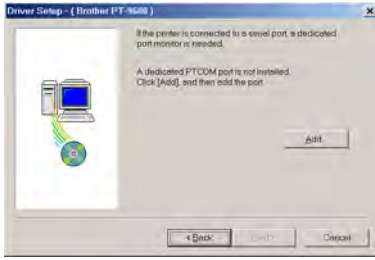 Driver Setup - ( Brother PT-9600 )
If the printer is connected to a serial port, a dedicated
port monitor is needed.
A dedicated PTCOM port is not installed.
Click [Add], and then add the port.
Add...
< Back
Cancel